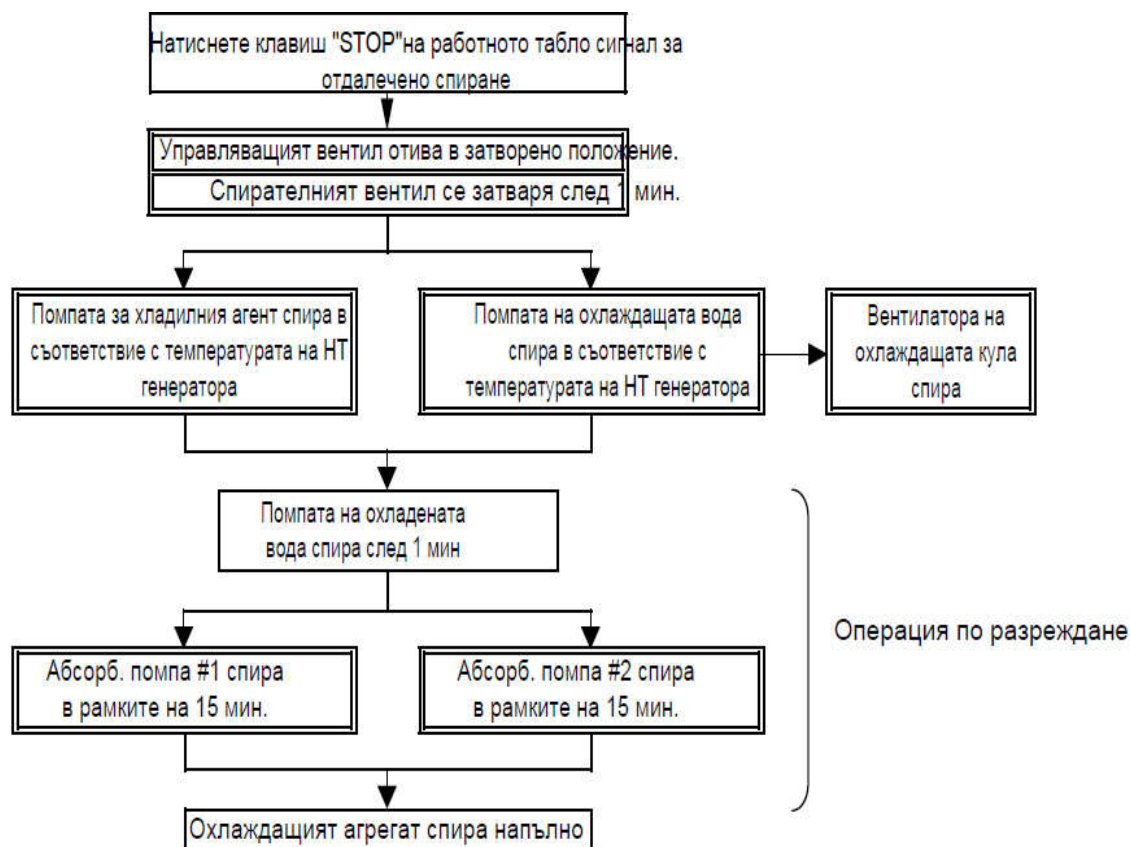 Натиснете клавиш "STOP"на работното табло сигнал за
отдалечено спиране
Управляващият вентил отива в затворено положение.
Спирателният вентил се затваря след 1 мин.
Помпата за хладилния агент спира в
съответствие с температурата на НТ
генератора
Помпата на охлаждащата вода
спира в съответствие с
температурата на НТ генератора
Вентилатора на
охлаждащата кула
спира
Помпата на охладената
вода спира след 1 мин
Абсорб. помпа #1 спира
в рамките на 15 мин.
Абсорб. помпа #2 спира
в рамките на 15 мин.
Операция по разреждане
Охлаждащият агрегат спира напълно